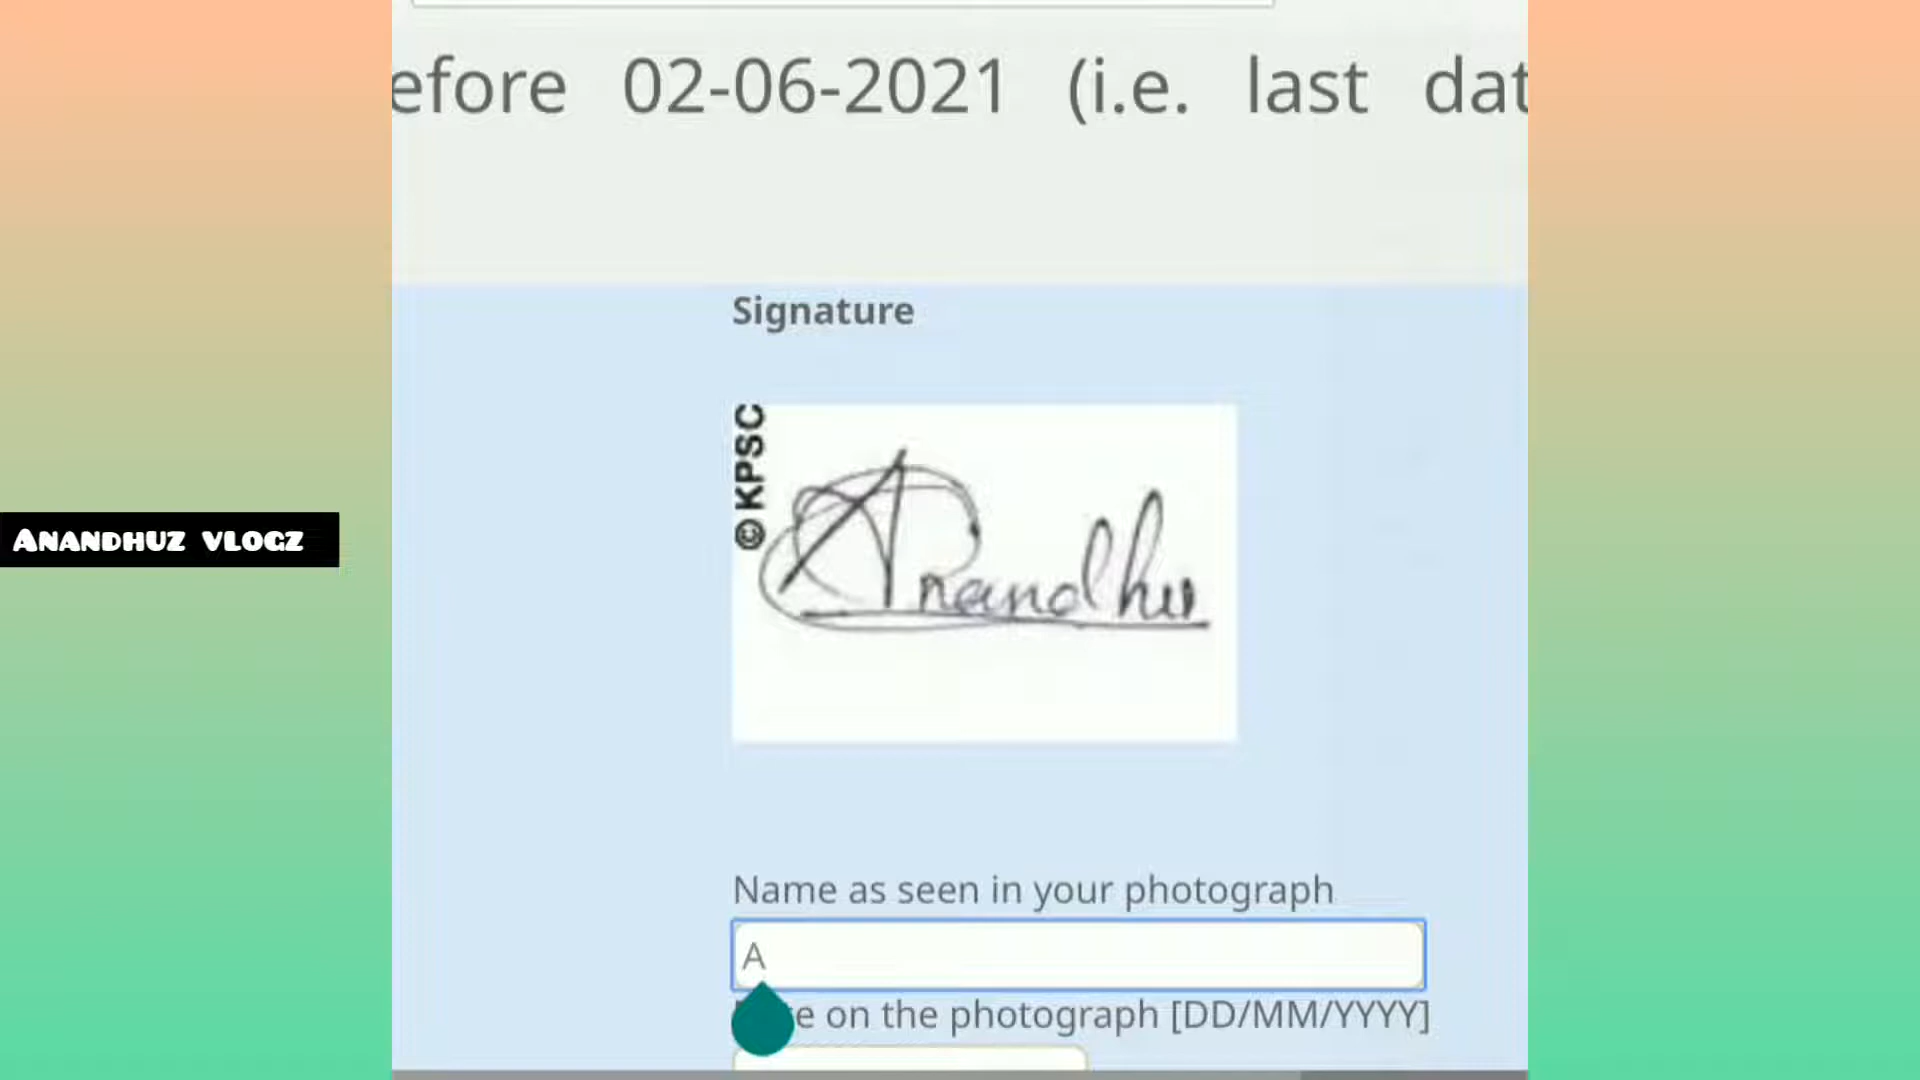 efore 02-06-2021 (i.e. last dat
Signature
©KPSC
Anandhu
ANANDHUZ VLOGZ
Name as seen in your photograph
A
e on the photograph [DD/MM/YYYY]